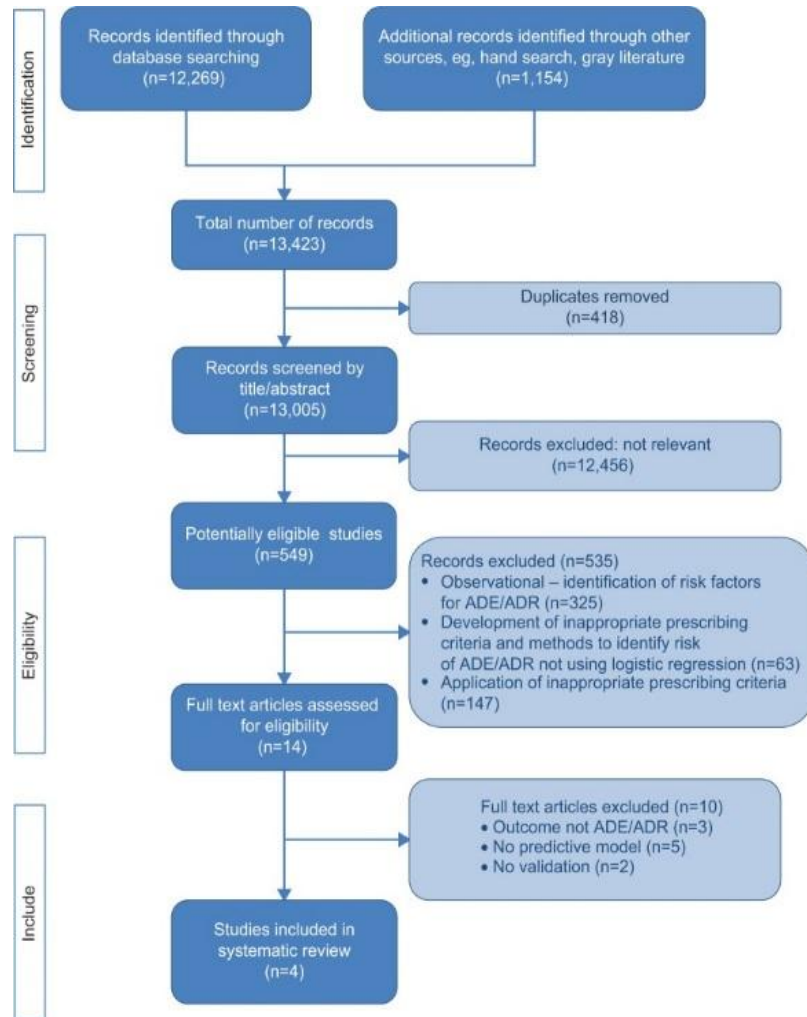 Identification
Records identified through
database searching
(n=12,269)
Additional records identified through other
sources, eg, hand search, gray literature
(n=1,154)
Total number of records
(n=13,423)
Screening
Duplicates removed
(n=418)
Records screened by
title/abstract
(n=13,005)
Records excluded: not relevant
(n=12,456)
Eligibility
Potentially eligible studies
(n=549)
Records excluded (n=535)
• Observational – identification of risk factors
for ADE/ADR (n=325)
• Development of inappropriate prescribing
criteria and methods to identify risk
of ADE/ADR not using logistic regression (n=63)
• Application of inappropriate prescribing criteria
(n=147)
Full text articles assessed
for eligibility
(n=14)
Include
Full text articles excluded (n=10)
• Outcome not ADE/ADR (n=3)
• No predictive model (n=5)
• No validation (n=2)
Studies included in
systematic review
(n=4)